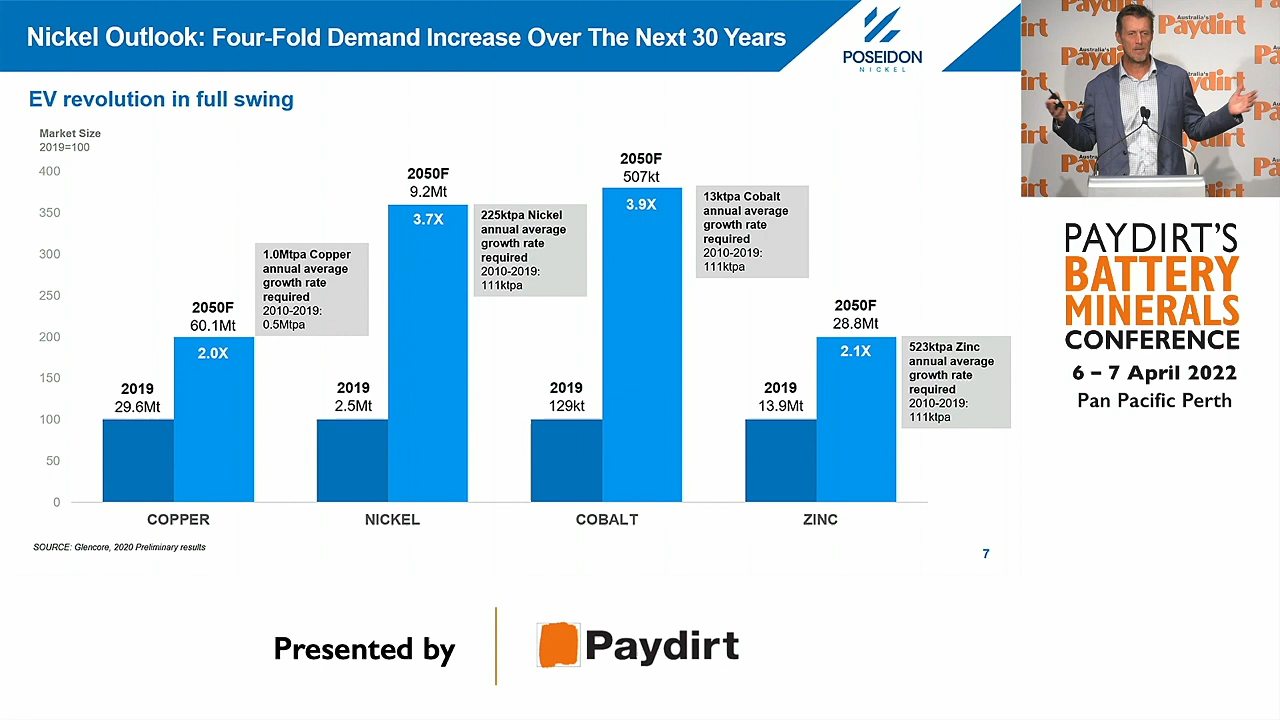 Nickel Outlook: Four-Fold Demand Increase Over The Next 30 Years
POSEIDON
NICKEL
EV revolution in full swing
Market Size
2019=100
400
350
300
250
200
150
100
50
0
2019
29.6Mt
2050F
60.1Mt
2.0X
1.0Mtpa Copper
annual average
growth rate
required
2010-2019:
0.5Mtpa
COPPER
2019
2.5Mt
2050F
9.2Mt
3.7X
225ktpa Nickel
annual average
growth rate
required
2010-2019:
111ktpa
NICKEL
2019
129kt
2050F
507kt
3.9X
13ktpa Cobalt
annual average
growth rate
required
2010-2019:
111ktpa
COBALT
2019
13.9Mt
2050F
28.8Mt
2.1X
523ktpa Zinc
annual average
growth rate
required
2010-2019:
111ktpa
ZINC
SOURCE: Glencore, 2020 Preliminary results
7
Australia's
Paydirt
PAYDIRT'S
BATTERY
MINERALS
CONFERENCE
6 – 7 April 2022
Pan Pacific Perth
Presented by
Paydirt